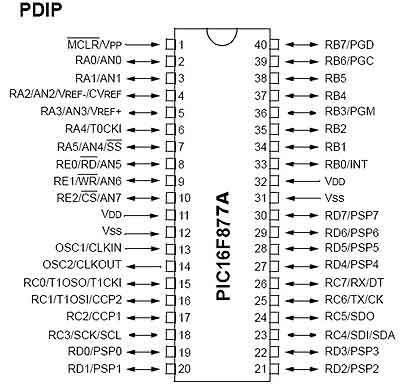 PDIP
MCLR/VPP 1 40 RB7/PGD
RA0/AN0 2 39 RB6/PGC
RA1/AN1 3 38 RB5
RA2/AN2/VREF-/CVREF 4 37 RB4
RA3/AN3/VREF+ 5 36 RB3/PGM
RA4/T0CKI 6 35 RB2
RA5/AN4/SS 7 34 RB1
RE0/RD/AN5 8 33 RB0/INT
RE1/WR/AN6 9 32 VDD
RE2/CS/AN7 10 31 VSS
VDD 11 30 RD7/PSP7
VSS 12 29 RD6/PSP6
OSC1/CLKIN 13 28 RD5/PSP5
OSC2/CLKOUT 14 27 RD4/PSP4
RC0/T1OSO/T1CKI 15 26 RC7/RX/DT
RC1/T1OSI/CCP2 16 25 RC6/TX/CK
RC2/CCP1 17 24 RC5/SDO
RC3/SCK/SCL 18 23 RC4/SDI/SDA
RD0/PSP0 19 22 RD3/PSP3
RD1/PSP1 20 21 RD2/PSP2
PIC16F877A